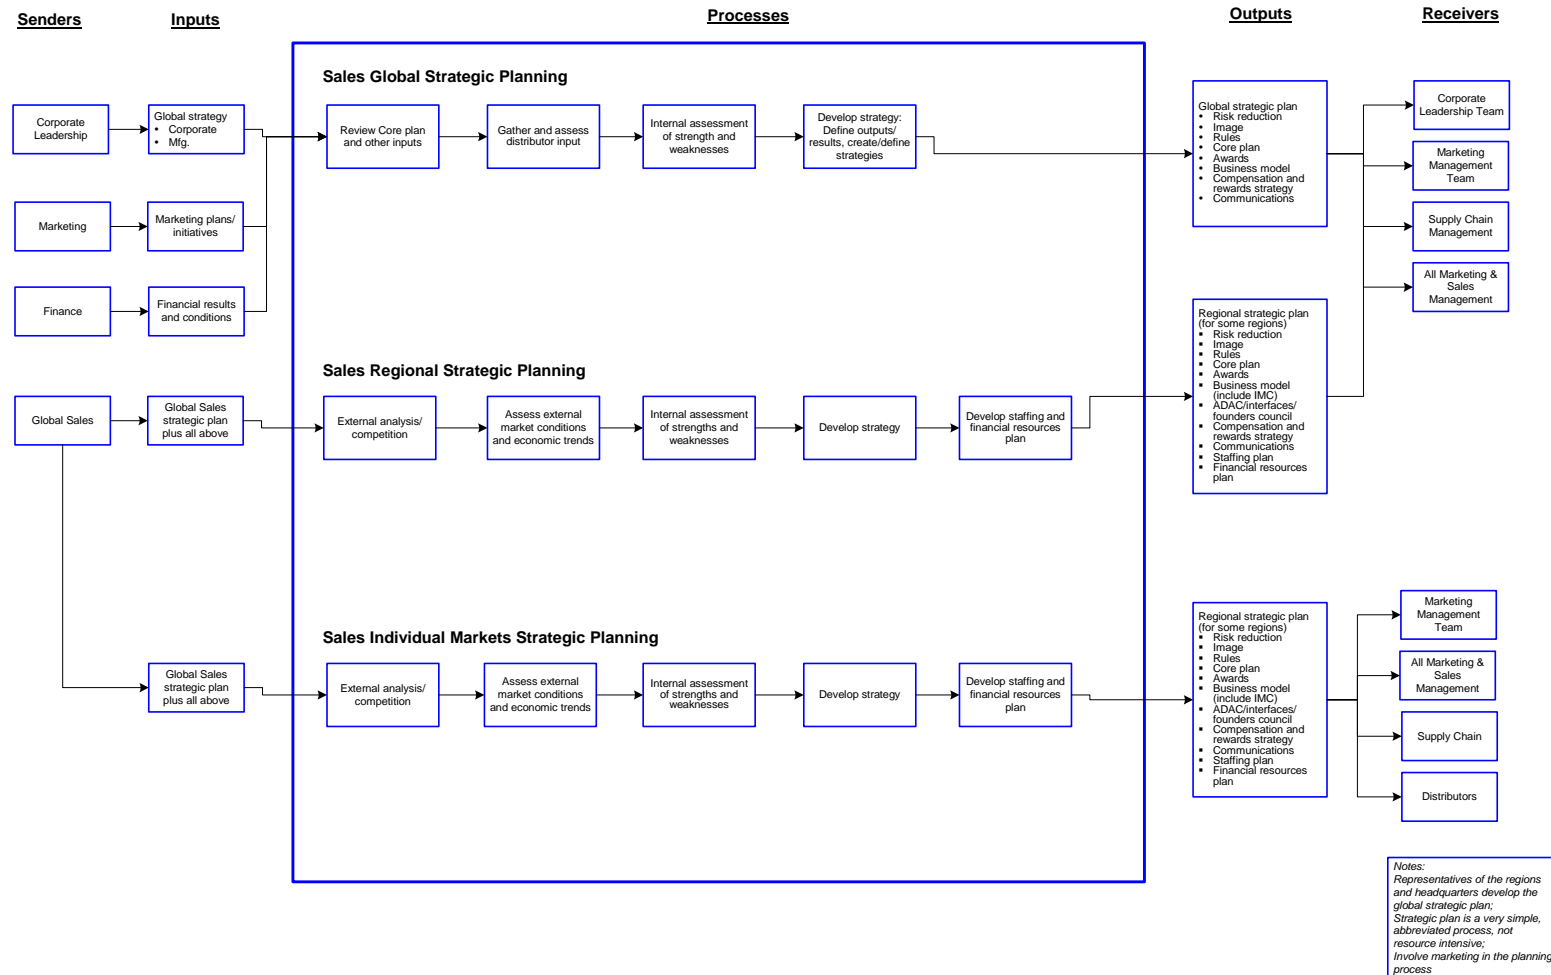 Senders
Inputs
Processes
Outputs
Receivers
Sales Global Strategic Planning
Corporate
Leadership
Global strategy
• Corporate
• Mfg.
Review Core plan
and other inputs
Gather and assess
distributor input
Internal assessment
of strength and
weaknesses
Develop strategy:
Define outputs/
results, create/define
strategies
Global strategic plan
• Risk reduction
• Image
• Rules
• Core plan
• Awards
• Business model
• Compensation and
rewards strategy
• Communications
Corporate
Leadership Team
Marketing
Management
Team
Supply Chain
Management
All Marketing &
Sales
Management
Marketing
Marketing plans/
initiatives
Finance
Financial results
and conditions
Sales Regional Strategic Planning
Global Sales
Global Sales
strategic plan
plus all above
External analysis/
competition
Assess external
market conditions
and economic trends
Internal assessment
of strengths and
weaknesses
Develop strategy
Develop staffing and
financial resources
plan
Regional strategic plan
(for some regions)
▪ Risk reduction
▪ Image
▪ Rules
▪ Core plan
▪ Awards
▪ Business model
(include IMC)
▪ ADAC/interfaces/
founders council
▪ Compensation and
rewards strategy
▪ Communications
▪ Staffing plan
▪ Financial resources
plan
Sales Individual Markets Strategic Planning
Global Sales
strategic plan
plus all above
External analysis/
competition
Assess external
market conditions
and economic trends
Internal assessment
of strengths and
weaknesses
Develop strategy
Develop staffing and
financial resources
plan
Regional strategic plan
(for some regions)
▪ Risk reduction
▪ Image
▪ Rules
▪ Core plan
▪ Awards
▪ Business model
(include IMC)
▪ ADAC/interfaces/
founders council
▪ Compensation and
rewards strategy
▪ Communications
▪ Staffing plan
▪ Financial resources
plan
Marketing
Management
Team
All Marketing &
Sales
Management
Supply Chain
Distributors
Notes:
Representatives of the regions
and headquarters develop the
global strategic plan;
Strategic plan is a very simple,
abbreviated process, not
resource intensive;
Involve marketing in the planning
process